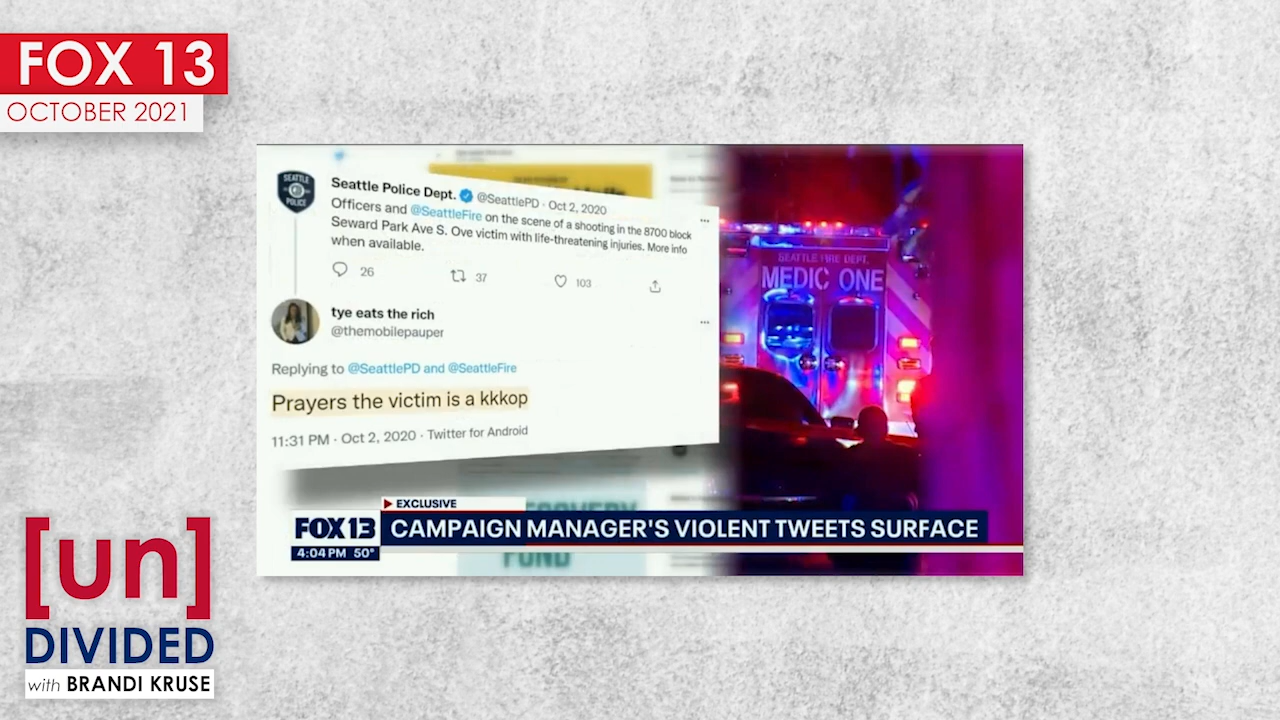 FOX 13
OCTOBER 2021
Seattle Police Dept. @SeattlePD · Oct 2, 2020
Officers and @SeattleFire on the scene of a shooting in the 8700 block
Seward Park Ave S. Ove victim with life-threatening injuries. More info
when available.
26
37
103
tye eats the rich
@themobilepauper
Replying to @SeattlePD and @SeattleFire
Prayers the victim is a kkkop
11:31 PM · Oct 2, 2020 · Twitter for Android
SEATTLE POLICE
SEATTLE FIRE DEPT.
MEDIC ONE
RECOVERY
FUND
EXCLUSIVE
FOX 13
CAMPAIGN MANAGER'S VIOLENT TWEETS SURFACE
4:04 PM 50°
[un]
DIVIDED
with BRANDI KRUSE